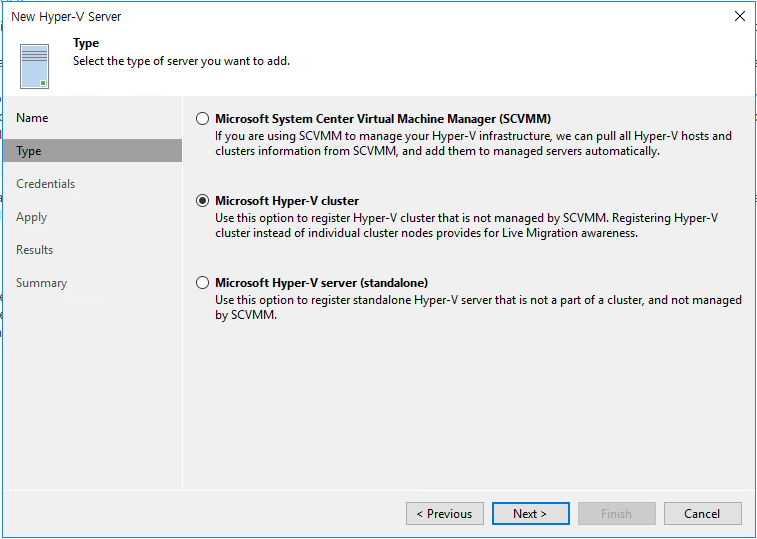 New Hyper-V Server
Type
Select the type of server you want to add.
Name
Type
Credentials
Apply
Results
Summary
Microsoft System Center Virtual Machine Manager (SCVMM)
If you are using SCVMM to manage your Hyper-V infrastructure, we can pull all Hyper-V hosts and
clusters information from SCVMM, and add them to managed servers automatically.
Microsoft Hyper-V cluster
Use this option to register Hyper-V cluster that is not managed by SCVMM. Registering Hyper-V
cluster instead of individual cluster nodes provides for Live Migration awareness.
Microsoft Hyper-V server (standalone)
Use this option to register standalone Hyper-V server that is not a part of a cluster, and not managed
by SCVMM.
< Previous
Next >
Finish
Cancel